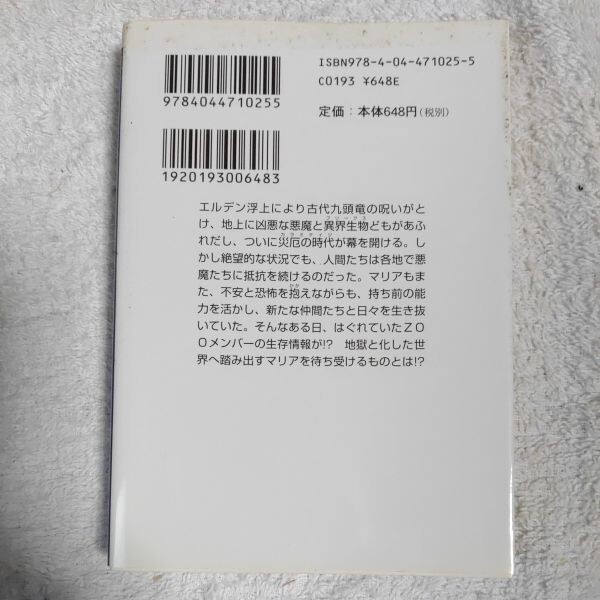 ISBN978-4-04-471025-5
C0193 ¥648E
定価：本体648円(税別)
9784044710255
1920193006483
エルデン浮上により古代九頭竜の呪いがと
け、地上に凶悪な悪魔と異界生物どもがあふ
れだし、ついに災厄の時代が幕を開ける。し
かし絶望的な状況でも、人間たちは各地で悪
魔たちに抵抗を続けるのだった。マリアもま
た、不安と恐怖を抱えながらも、持ち前の能
力を活かし、新たな仲間たちと日々を生き抜
いていた。そんなある日、はぐれていたＺＯ
Ｏメンバーの生存情報が!?　地獄と化した世
界へ踏み出すマリアを待ち受けるものとは!?